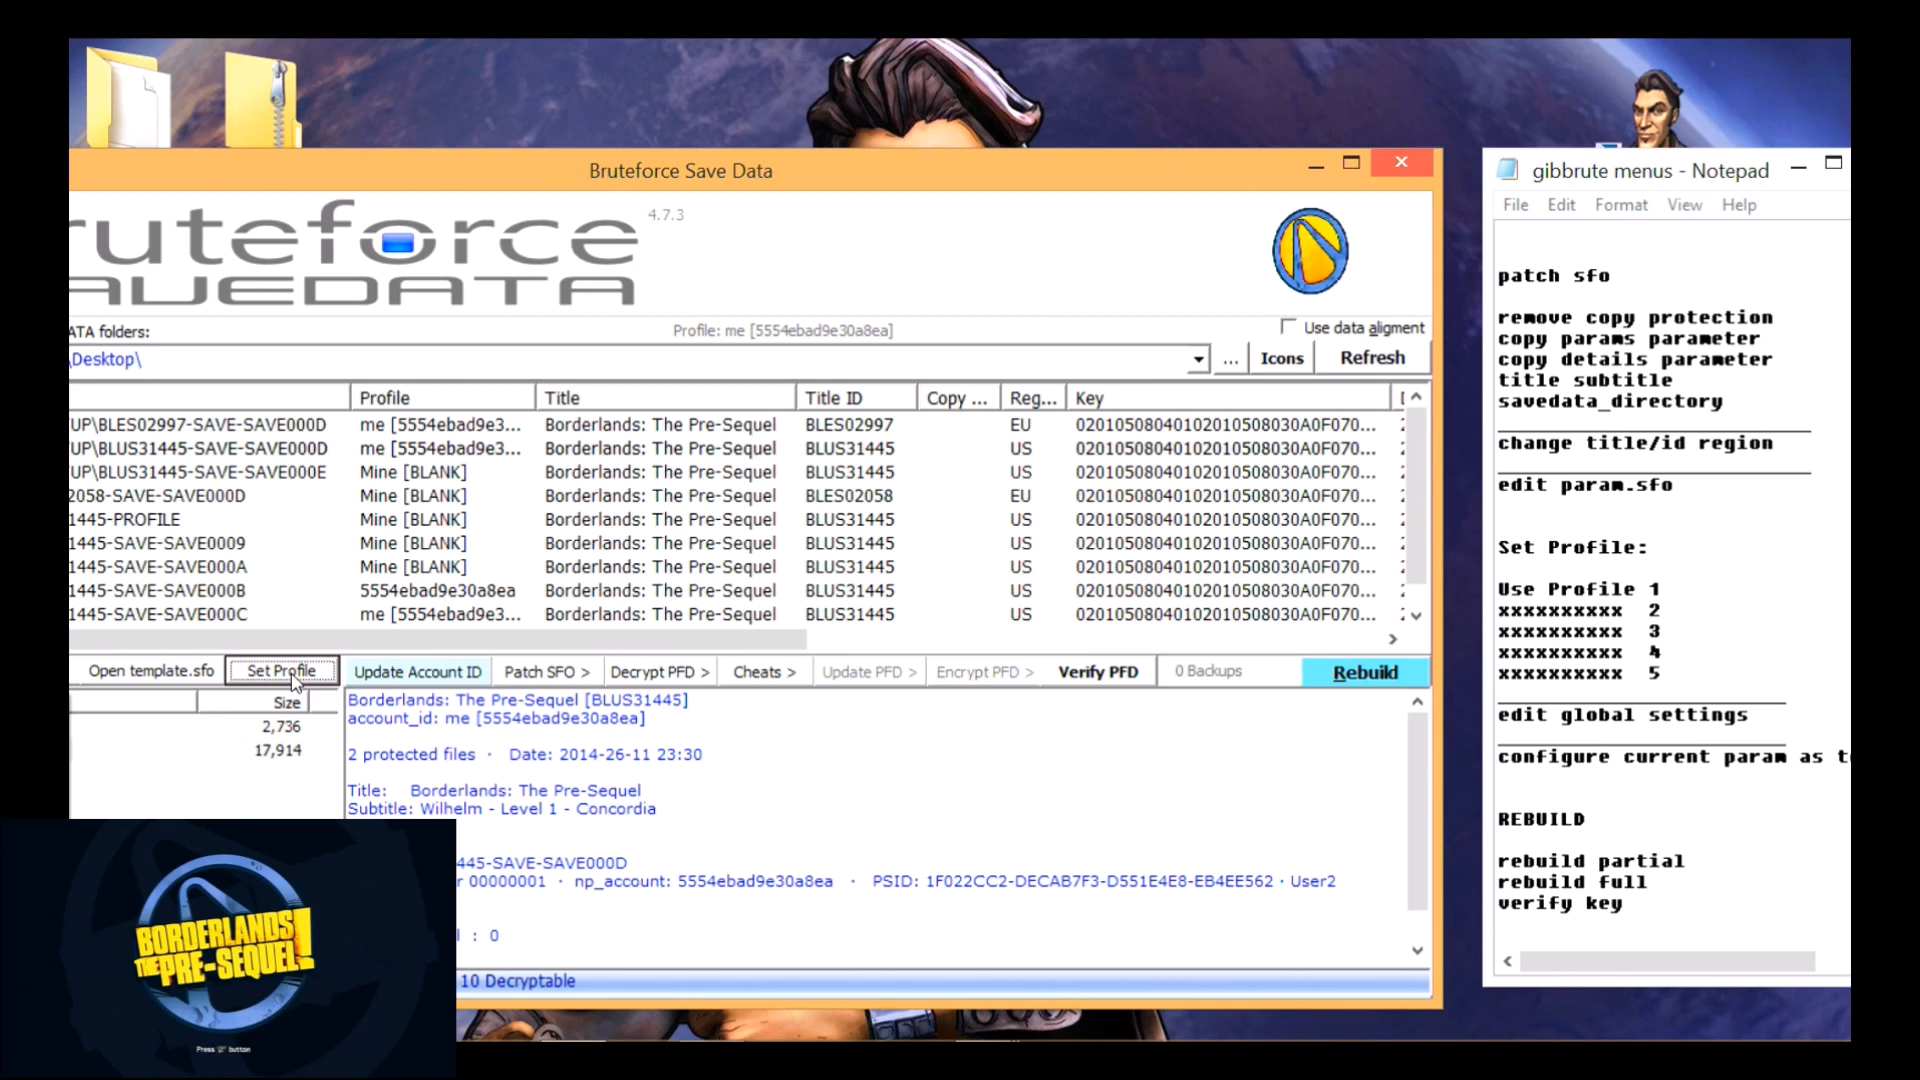 Bruteforce Save Data
ruteforce 4.7.3
AVEDATA
ATA folders:
Profile: me [5554ebad9e30a8ea]
Use data aligment
\Desktop\
...
Icons
Refresh
Profile Title Title ID Copy ... Reg... Key
UP\BLES02997-SAVE-SAVE000D me [5554ebad9e3... Borderlands: The Pre-Sequel BLES02997 EU 02010508040102010508030A0F070...
UP\BLUS31445-SAVE-SAVE000D me [5554ebad9e3... Borderlands: The Pre-Sequel BLUS31445 US 02010508040102010508030A0F070...
UP\BLUS31445-SAVE-SAVE000E Mine [BLANK] Borderlands: The Pre-Sequel BLUS31445 US 02010508040102010508030A0F070...
2058-SAVE-SAVE000D Mine [BLANK] Borderlands: The Pre-Sequel BLES02058 EU 02010508040102010508030A0F070...
1445-PROFILE Mine [BLANK] Borderlands: The Pre-Sequel BLUS31445 US 02010508040102010508030A0F070...
1445-SAVE-SAVE0009 Mine [BLANK] Borderlands: The Pre-Sequel BLUS31445 US 02010508040102010508030A0F070...
1445-SAVE-SAVE000A Mine [BLANK] Borderlands: The Pre-Sequel BLUS31445 US 02010508040102010508030A0F070...
1445-SAVE-SAVE000B 5554ebad9e30a8ea Borderlands: The Pre-Sequel BLUS31445 US 02010508040102010508030A0F070...
1445-SAVE-SAVE000C me [5554ebad9e3... Borderlands: The Pre-Sequel BLUS31445 US 02010508040102010508030A0F070...
Open template.sfo Set Profile Update Account ID Patch SFO > Decrypt PFD > Cheats > Update PFD > Encrypt PFD > Verify PFD 0 Backups Rebuild
Size
2,736
17,914
Borderlands: The Pre-Sequel [BLUS31445]
account_id: me [5554ebad9e30a8ea]
2 protected files · Date: 2014-26-11 23:30
Title: Borderlands: The Pre-Sequel
Subtitle: Wilhelm - Level 1 - Concordia
445-SAVE-SAVE000D
r 00000001 · np_account: 5554ebad9e30a8ea · PSID: 1F022CC2-DECAB7F3-D551E4E8-EB4EE562 · User2
: 0
10 Decryptable
BORDERLANDS
THE PRE-SEQUEL!
Press button
gibbrute menus - Notepad
File Edit Format View Help
patch sfo
remove copy protection
copy params parameter
copy details parameter
title subtitle
savedata_directory
change title/id region
edit param.sfo
Set Profile:
Use Profile 1
xxxxxxxxxx 2
xxxxxxxxxx 3
xxxxxxxxxx 4
xxxxxxxxxx 5
edit global settings
configure current param as t
REBUILD
rebuild partial
rebuild full
verify key